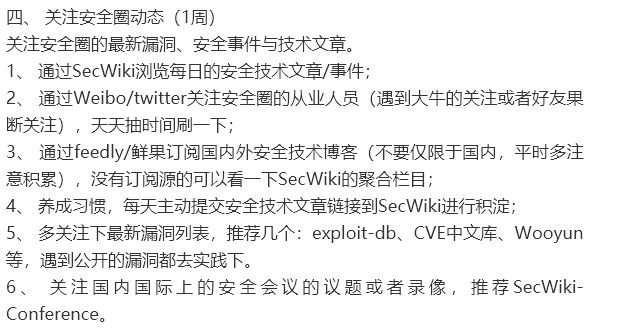 四、 关注安全圈动态（1周）
关注安全圈的最新漏洞、安全事件与技术文章。
1、 通过SecWiki浏览每日的安全技术文章/事件；
2、 通过Weibo/twitter关注安全圈的从业人员（遇到大牛的关注或者好友果
断关注），天天抽时间刷一下；
3、 通过feedly/鲜果订阅国内外安全技术博客（不要仅限于国内，平时多注
意积累），没有订阅源的可以看一下SecWiki的聚合栏目；
4、 养成习惯，每天主动提交安全技术文章链接到SecWiki进行积淀；
5、 多关注下最新漏洞列表，推荐几个：exploit-db、CVE中文库、Wooyun
等，遇到公开的漏洞都去实践下。
6、 关注国内国际上的安全会议的议题或者录像，推荐SecWiki-
Conference。